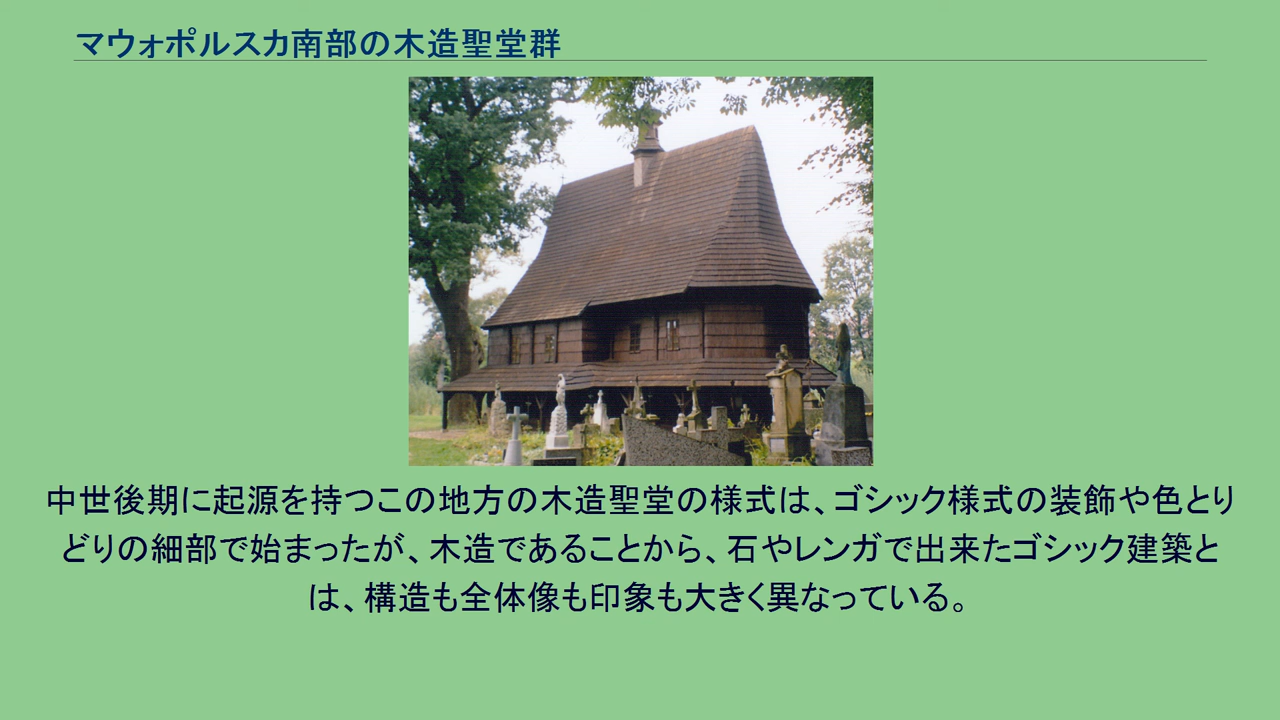 マウォポルスカ南部の木造聖堂群
中世後期に起源を持つこの地方の木造聖堂の様式は、ゴシック様式の装飾や色とり
どりの細部で始まったが、木造であることから、石やレンガで出来たゴシック建築と
は、構造も全体像も印象も大きく異なっている。